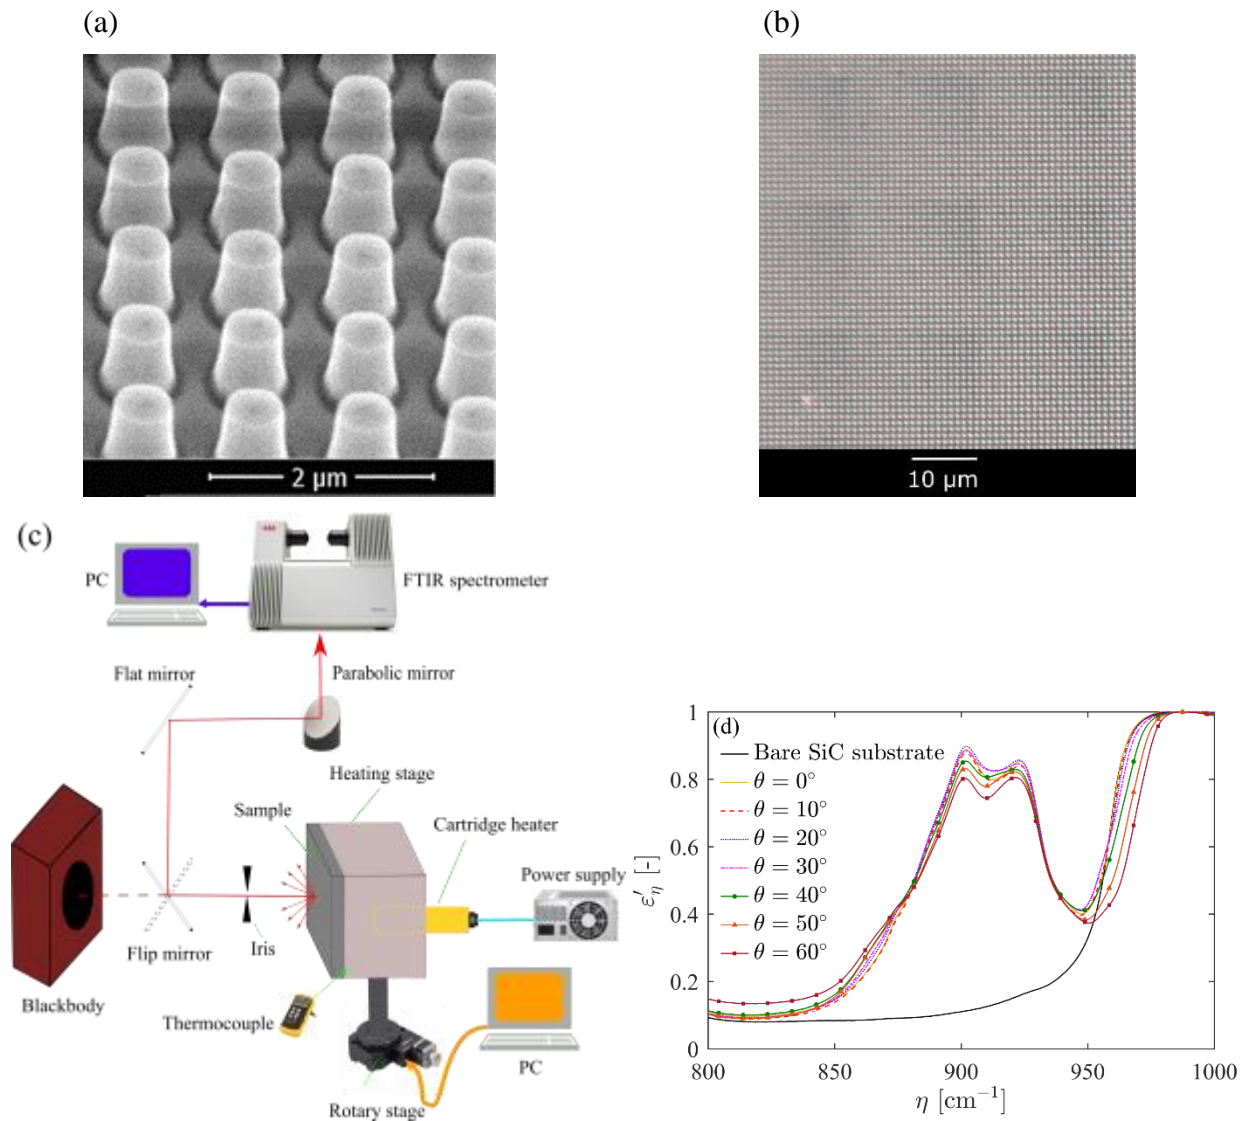 (a)
(b)
2 μm
10 μm
(c)
PC
FTIR spectrometer
Flat mirror
Parabolic mirror
Heating stage
Sample
Cartridge heater
Power supply
Flip mirror
Iris
Blackbody
Thermocouple
PC
Rotary stage
(d)
Bare SiC substrate
θ = 0°
θ = 10°
θ = 20°
θ = 30°
θ = 40°
θ = 50°
θ = 60°
1
0.8
0.6
0.4
0.2
0
ε′η [-]
800
850
900
950
1000
η [cm⁻¹]